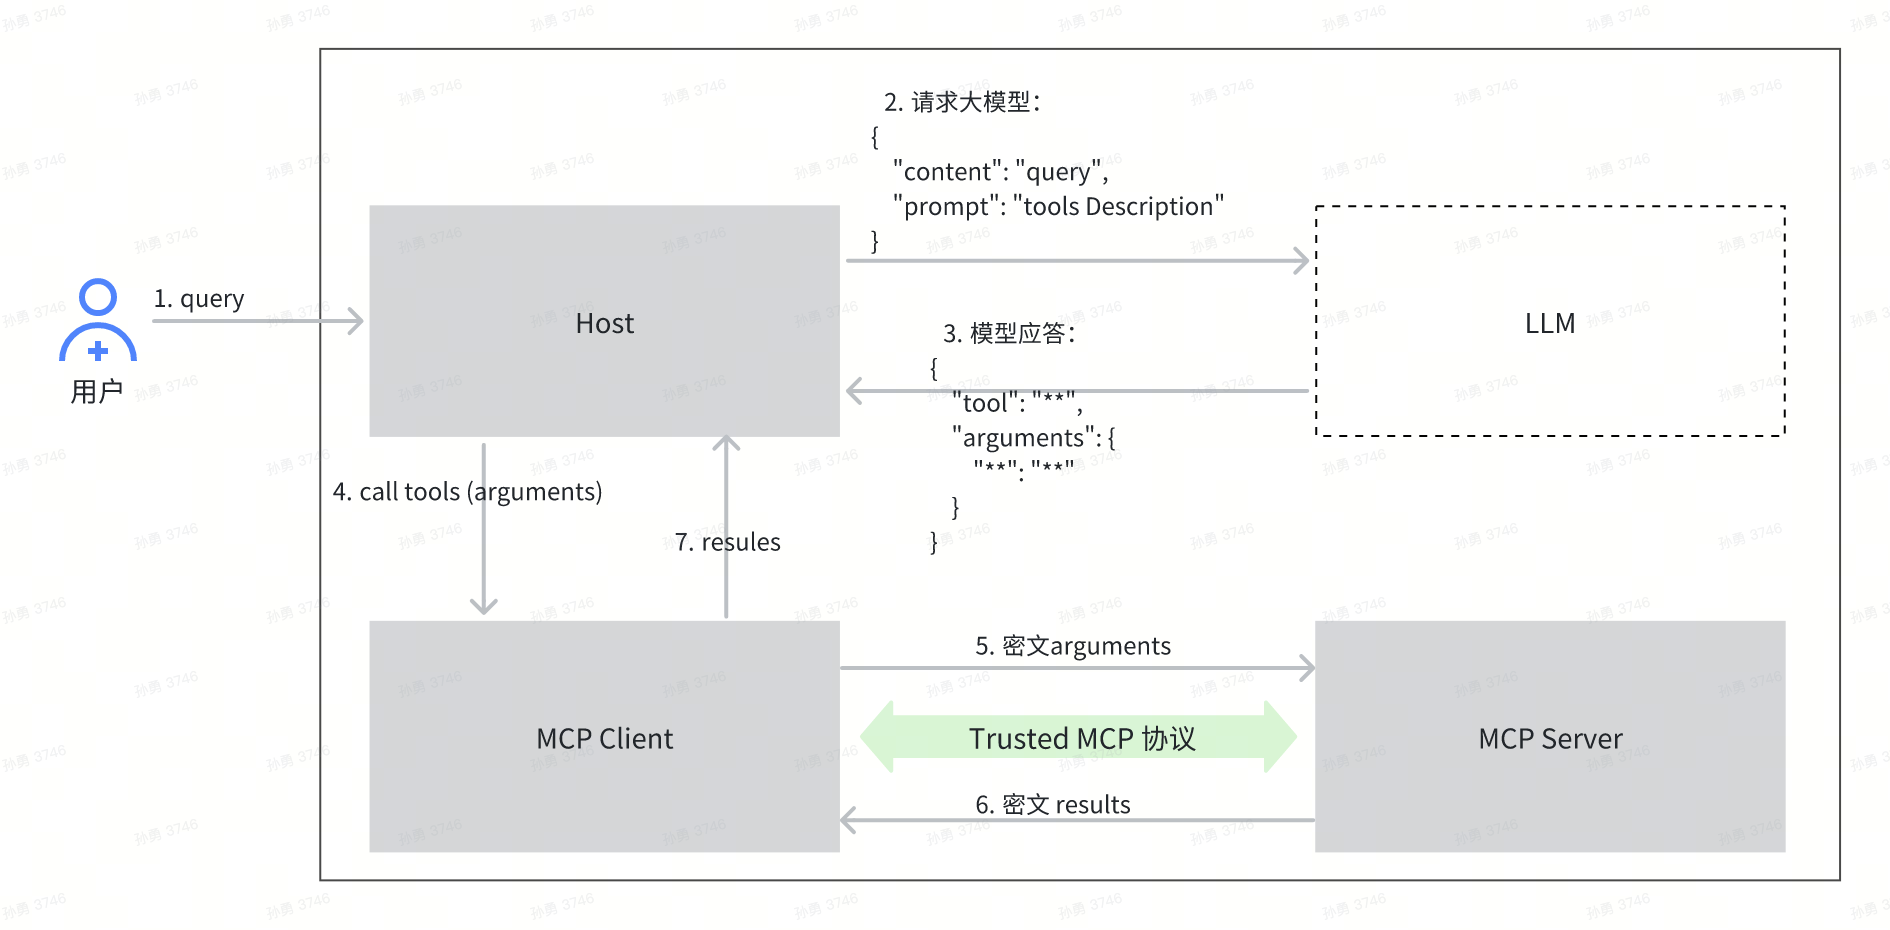 2. 请求大模型：
{
"content": "query",
"prompt": "tools Description"
}
1. query
用户
Host
LLM
3. 模型应答：
{
"tool": "**",
"arguments": {
"**": "**"
}
}
4. call tools (arguments)
7. resules
5. 密文arguments
MCP Client
Trusted MCP 协议
MCP Server
6. 密文 results
孙勇 3746